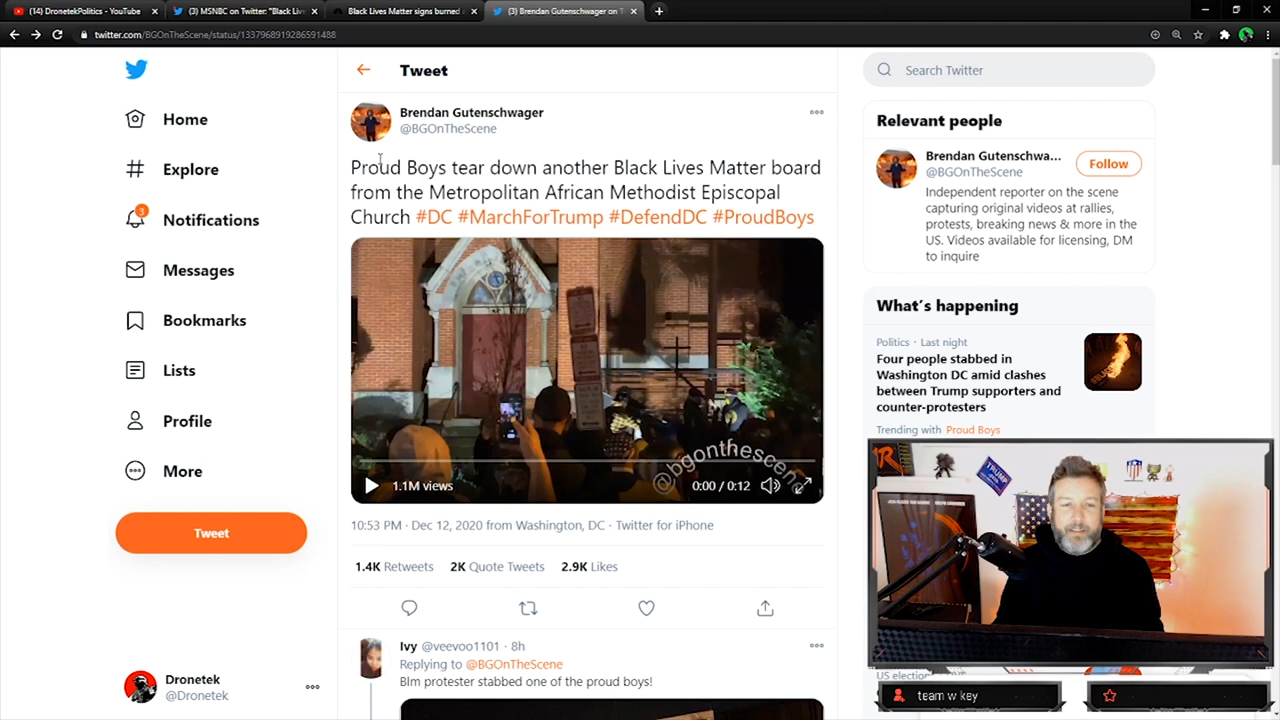 (14) DronetekPolitics - YouTube
(3) MSNBC on Twitter: "Black Live
Black Lives Matter signs burned a
(3) Brendan Gutenschwager on T
twitter.com/BGOnTheScene/status/1337968919286591488
Home
Explore
3
Notifications
Messages
Bookmarks
Lists
Profile
More
Tweet
Dronetek
@Dronetek
Tweet
Brendan Gutenschwager
@BGOnTheScene
Proud Boys tear down another Black Lives Matter board
from the Metropolitan African Methodist Episcopal
Church #DC #MarchForTrump #DefendDC #ProudBoys
@bgonthescene
1.1M views
0:00 / 0:12
10:53 PM · Dec 12, 2020 from Washington, DC · Twitter for iPhone
1.4K Retweets 2K Quote Tweets 2.9K Likes
Ivy @veevoo1101 · 8h
Replying to @BGOnTheScene
Blm protester stabbed one of the proud boys!
Search Twitter
Relevant people
Brendan Gutenschwa...
@BGOnTheScene
Follow
Independent reporter on the scene
capturing original videos at rallies,
protests, breaking news & more in the
US. Videos available for licensing, DM
to inquire
What's happening
Politics · Last night
Four people stabbed in
Washington DC amid clashes
between Trump supporters and
counter-protesters
Trending with Proud Boys
TRUMP
US election
team w key